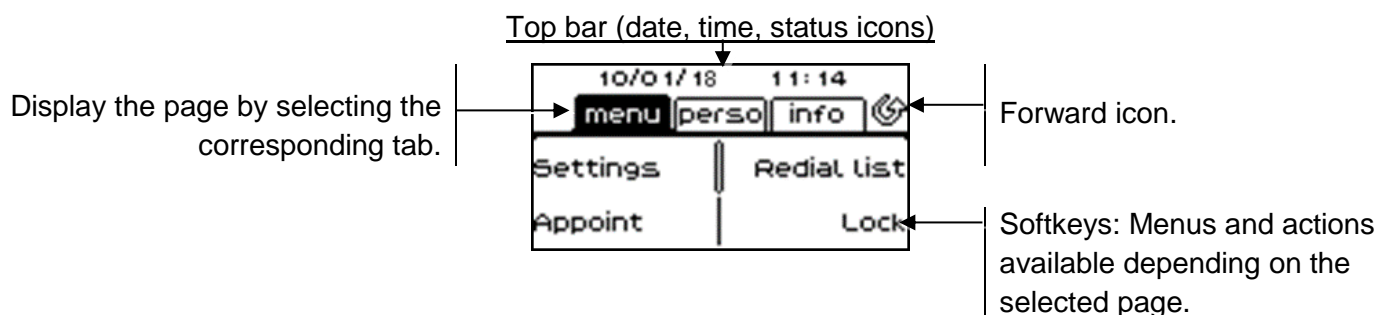 Top bar (date, time, status icons)
10/01/18 11:14
Display the page by selecting the
corresponding tab.
menu perso info
Forward icon.
Settings Redial list
Appoint Lock
Softkeys: Menus and actions
available depending on the
selected page.